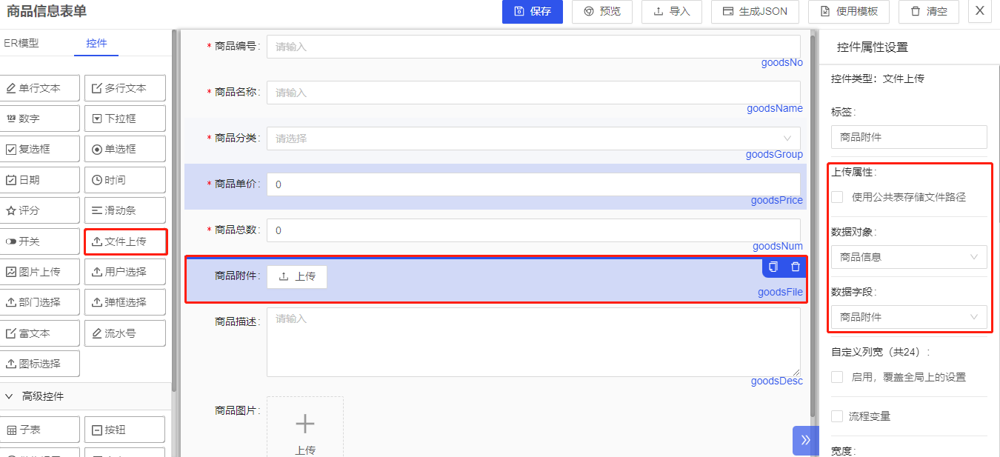 商品信息表单
保存
预览
导入
生成JSON
使用模板
清空
X
ER模型
控件
单行文本
多行文本
数字
下拉框
复选框
单选框
日期
时间
评分
滑动条
开关
文件上传
图片上传
用户选择
部门选择
弹框选择
富文本
流水号
图标选择
高级控件
子表
按钮
* 商品编号:
请输入
goodsNo
* 商品名称:
请输入
goodsName
* 商品分类:
请选择
goodsGroup
* 商品单价:
0
goodsPrice
* 商品总数:
0
goodsNum
商品附件:
上传
goodsFile
商品描述:
请输入
goodsDesc
商品图片:
上传
控件属性设置
控件类型: 文件上传
标签:
商品附件
上传属性:
使用公共表存储文件路径
数据对象:
商品信息
数据字段:
商品附件
自定义列宽（共24）:
启用，覆盖全局上的设置
流程变量
宽度: